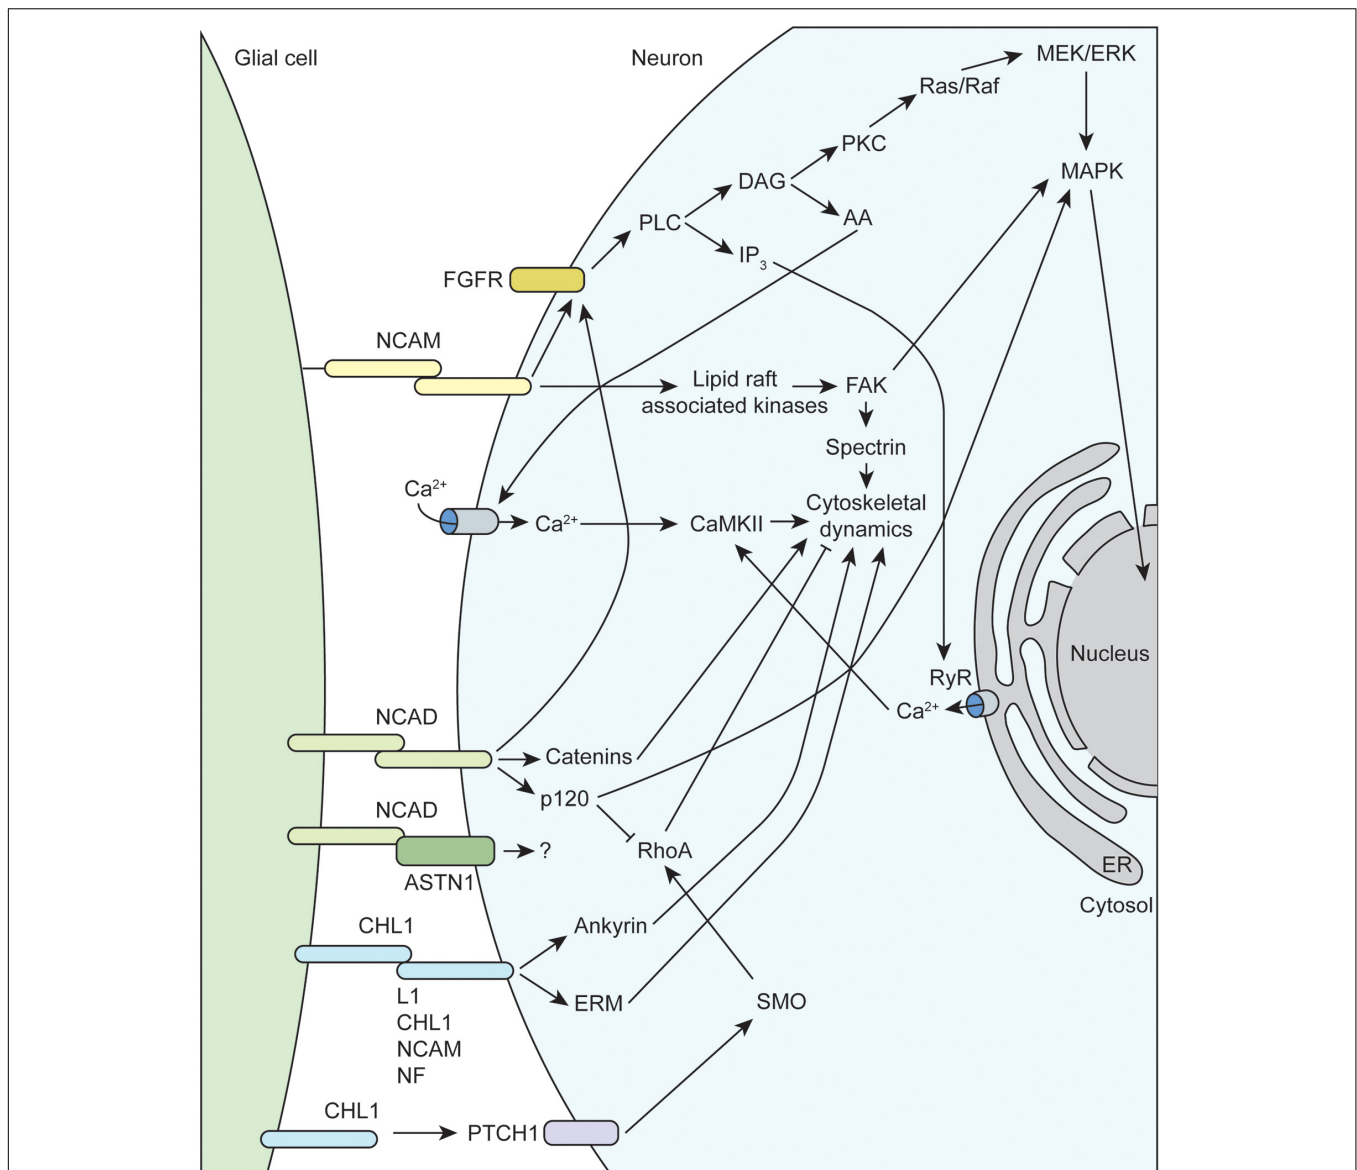 Glial cell
Neuron
MEK/ERK
Ras/Raf
PKC
MAPK
DAG
PLC
AA
IP₃
FGFR
NCAM
Lipid raft
associated kinases
FAK
Spectrin
Ca²⁺
Ca²⁺
CaMKII
Cytoskeletal
dynamics
Nucleus
RyR
Ca²⁺
NCAD
Catenins
p120
NCAD
RhoA
?
ASTN1
ER
Cytosol
CHL1
Ankyrin
L1
CHL1
NCAM
NF
ERM
SMO
CHL1
PTCH1